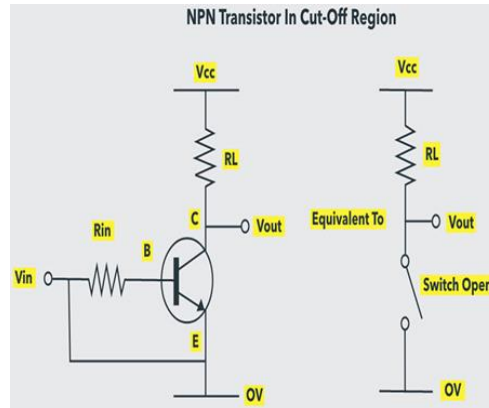 NPN Transistor In Cut-Off Region
Vcc
Vcc
RL
RL
C
Vout
Equivalent To
Vout
Rin
B
Vin
Switch Oper
E
OV
OV